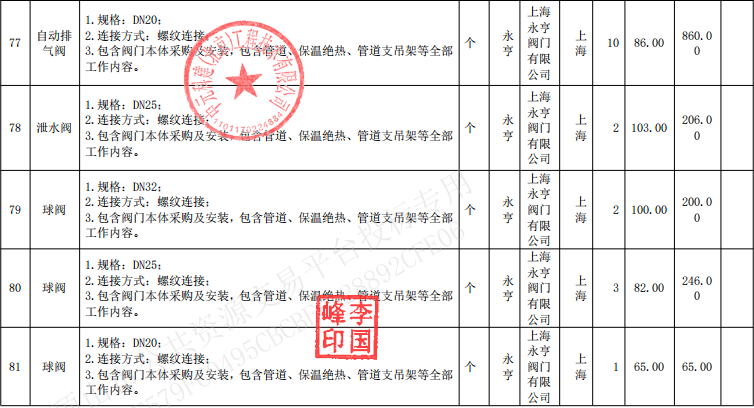 77
自动排
气阀
1.规格：DN20；
2.连接方式：螺纹连接；
3.包含阀门本体采购及安装，包含管道、保温绝热、管道支吊架等全部
工作内容。
个
永
亨
上海
永亨
阀门
有限
公司
上
海
10
86.00
860.0
0
78
泄水阀
1.规格：DN25；
2.连接方式：螺纹连接；
3.包含阀门本体采购及安装，包含管道、保温绝热、管道支吊架等全部
工作内容。
个
永
亨
上海
永亨
阀门
有限
公司
上
海
2
103.00
206.0
0
79
球阀
1.规格：DN32；
2.连接方式：螺纹连接；
3.包含阀门本体采购及安装，包含管道、保温绝热、管道支吊架等全部
工作内容。
个
永
亨
上海
永亨
阀门
有限
公司
上
海
2
100.00
200.0
0
80
球阀
1.规格：DN25；
2.连接方式：螺纹连接；
3.包含阀门本体采购及安装，包含管道、保温绝热、管道支吊架等全部
工作内容。
个
永
亨
上海
永亨
阀门
有限
公司
上
海
3
82.00
246.0
0
81
球阀
1.规格：DN20；
2.连接方式：螺纹连接；
3.包含阀门本体采购及安装，包含管道、保温绝热、管道支吊架等全部
工作内容。
个
永
亨
上海
永亨
阀门
有限
公司
上
海
1
65.00
65.00
李国
峰印